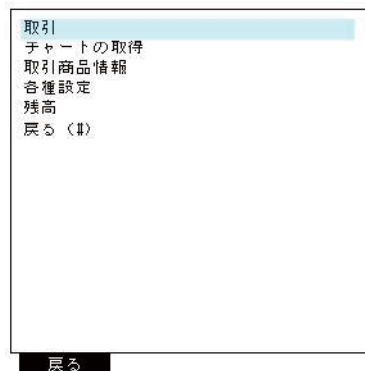 取引
チャートの取得
取引商品情報
各種設定
残高
戻る（#）
戻る